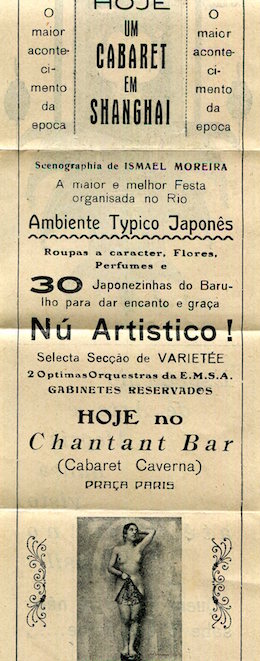 HOJE
O maior aconte- ci- mento da epoca
UM
CABARET
EM
SHANGHAI
O maior aconte- ci- mento da epoca
Scenographia de ISMAEL MOREIRA
A maior e melhor Festa
organisada no Rio
Ambiente Typico Japonês
Roupas a caracter, Flores,
Perfumes e
30 Japonezinhas do Baru-
lho para dar encanto e graça
Nú Artistico !
Selecta Secção de VARIETÉE
2 Optimas Orquestras da E.M.S.A.
GABINETES RESERVADOS
HOJE no
Chantant Bar
(Cabaret Caverna)
PRAÇA PARIS